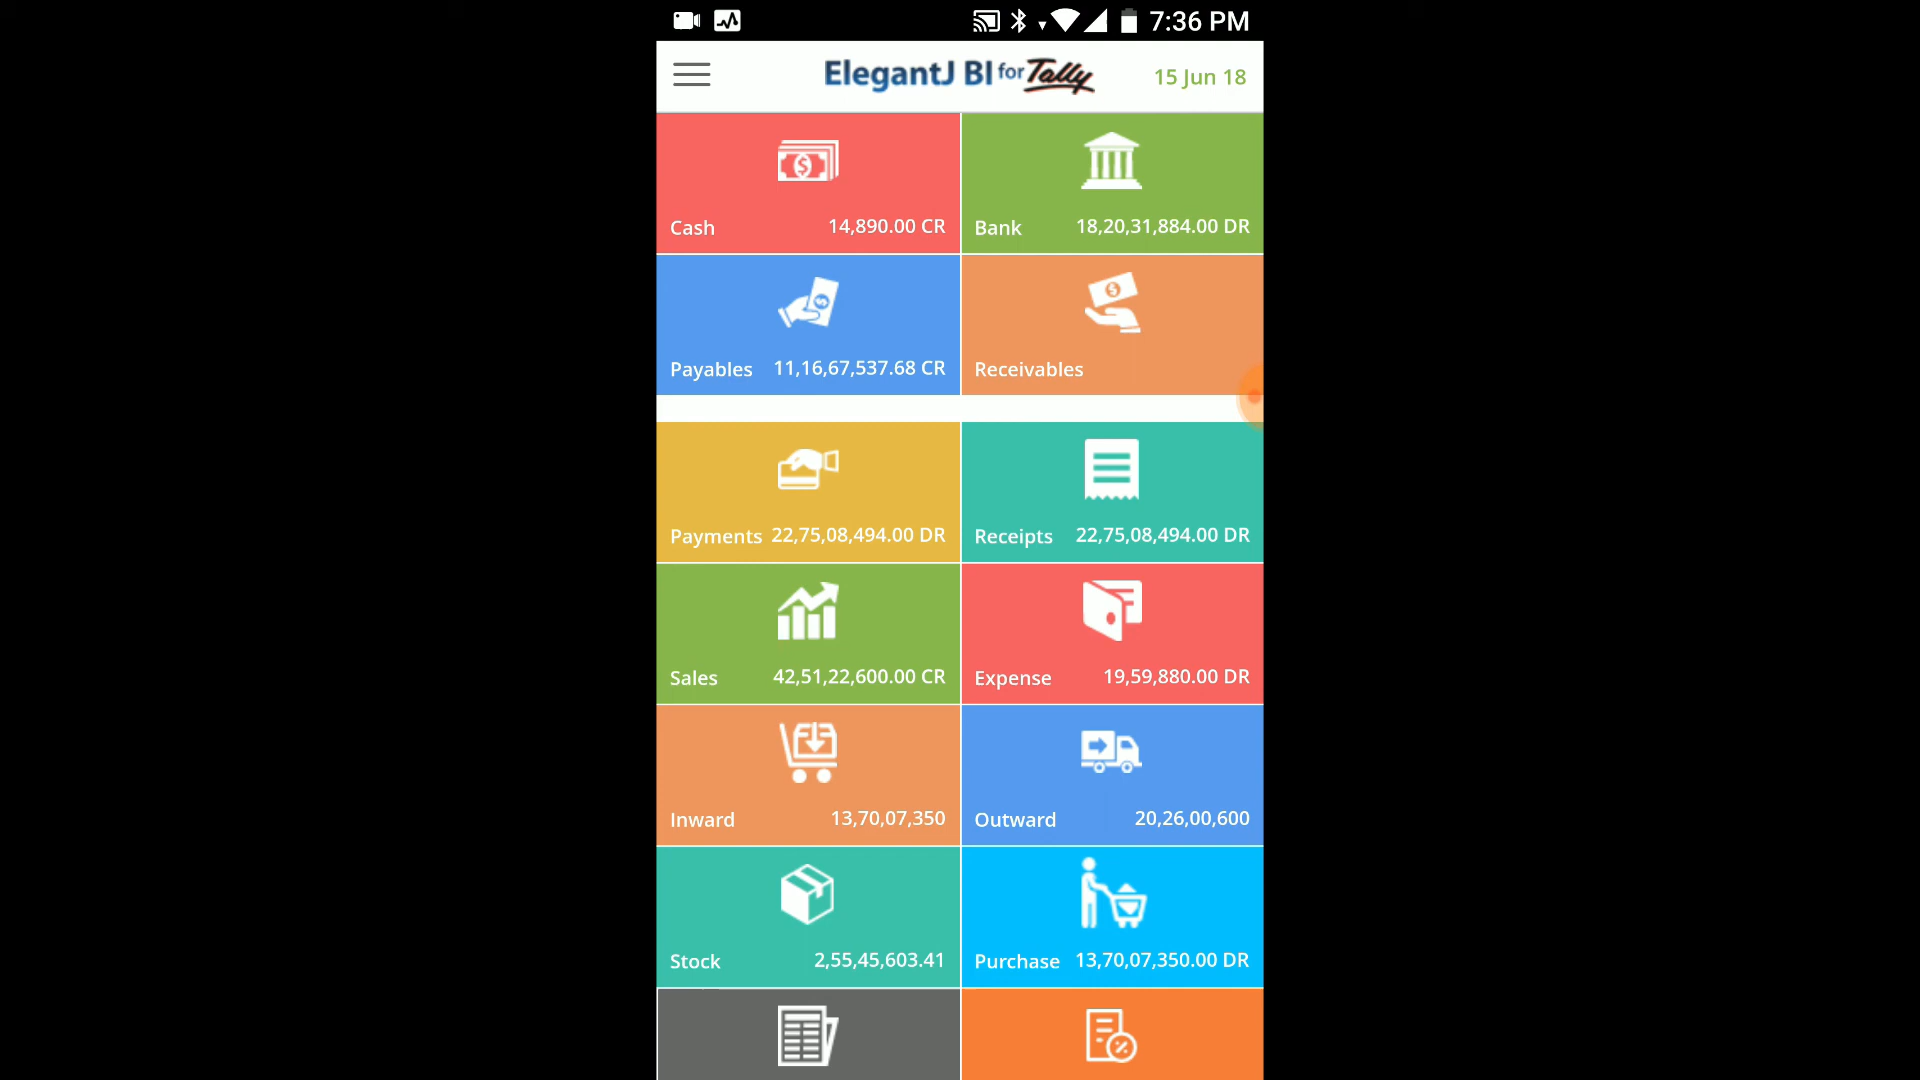 7:36 PM
ElegantJ BI for Tally
15 Jun 18
Cash 14,890.00 CR
Bank 18,20,31,884.00 DR
Payables 11,16,67,537.68 CR
Receivables
Payments 22,75,08,494.00 DR
Receipts 22,75,08,494.00 DR
Sales 42,51,22,600.00 CR
Expense 19,59,880.00 DR
Inward 13,70,07,350
Outward 20,26,00,600
Stock 2,55,45,603.41
Purchase 13,70,07,350.00 DR